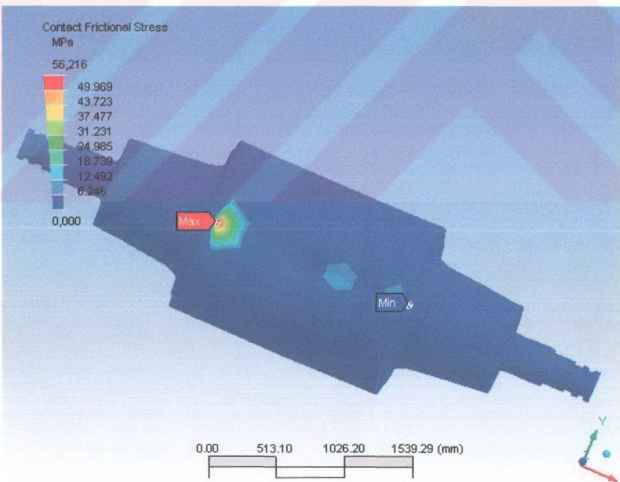 Contact Frictional Stress
MPa
56,216
49.969
43.723
37.477
31.231
24.985
18.739
12.492
6.246
0,000
Max
Min
0.00 513.10 1026.20 1539.29 (mm)
Y